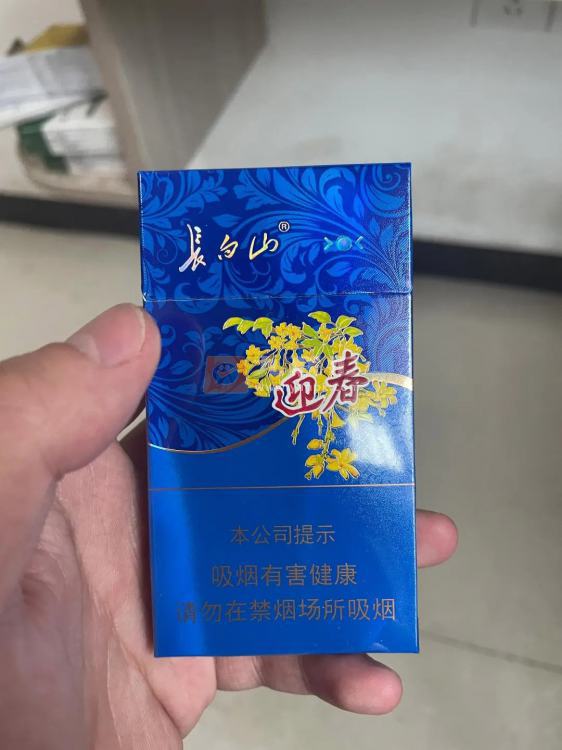 長白山®
迎春
本公司提示
吸烟有害健康
请勿在禁烟场所吸烟